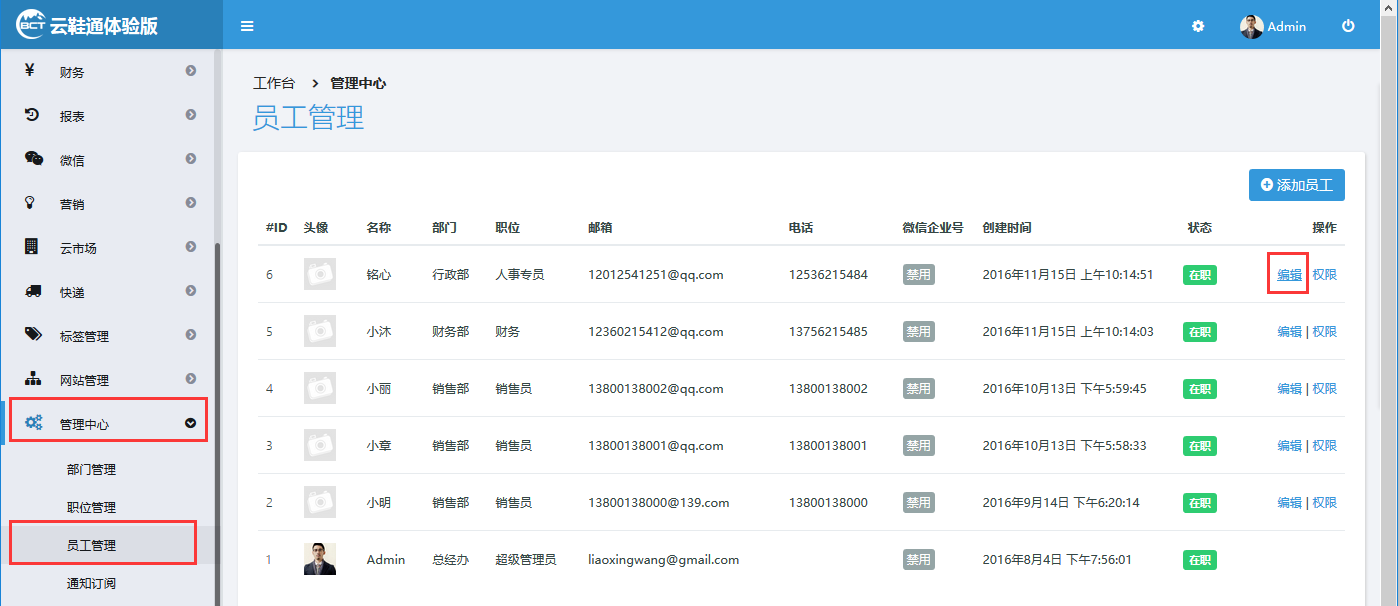 BCT 云鞋通体验版
Admin
财务
报表
微信
营销
云市场
快递
标签管理
网站管理
管理中心
部门管理
职位管理
员工管理
通知订阅
工作台 > 管理中心
员工管理
添加员工
#ID 头像 名称 部门 职位 邮箱 电话 微信企业号 创建时间 状态 操作
6 铭心 行政部 人事专员 12012541251@qq.com 12536215484 禁用 2016年11月15日 上午10:14:51 在职 编辑 权限
5 小沐 财务部 财务 12360215412@qq.com 13756215485 禁用 2016年11月15日 上午10:14:03 在职 编辑 | 权限
4 小丽 销售部 销售员 13800138002@qq.com 13800138002 禁用 2016年10月13日 下午5:59:45 在职 编辑 | 权限
3 小章 销售部 销售员 13800138001@qq.com 13800138001 禁用 2016年10月13日 下午5:58:33 在职 编辑 | 权限
2 小明 销售部 销售员 13800138000@139.com 13800138000 禁用 2016年9月14日 下午6:20:14 在职 编辑 | 权限
1 Admin 总经办 超级管理员 liaoxingwang@gmail.com 禁用 2016年8月4日 下午7:56:01 在职